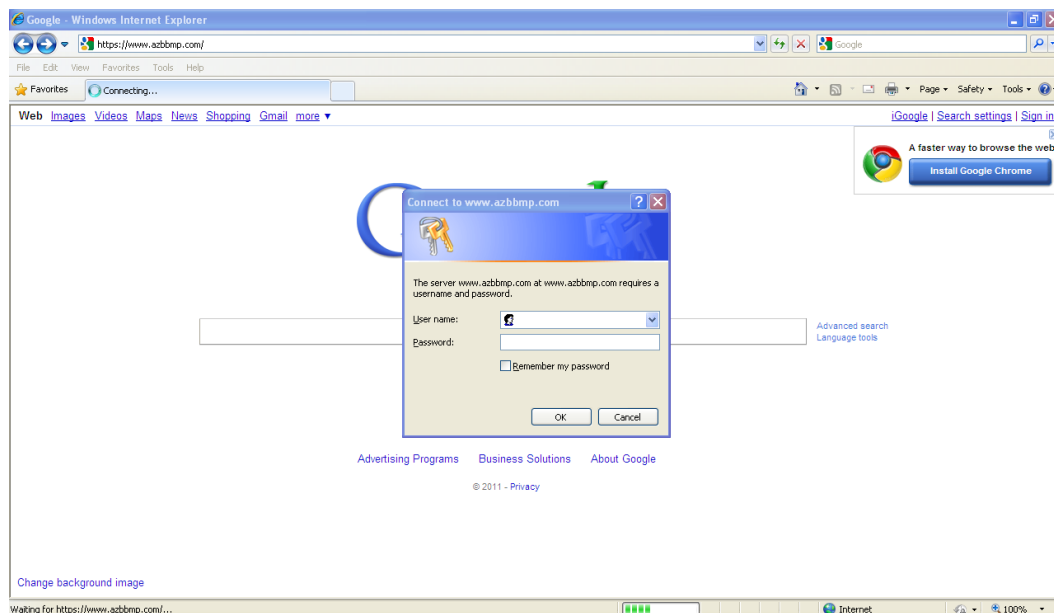 Google - Windows Internet Explorer
https://www.azbbmp.com/
Google
File Edit View Favorites Tools Help
Favorites Connecting... Page Safety Tools
Web Images Videos Maps News Shopping Gmail more ▼ iGoogle | Search settings | Sign in
A faster way to browse the web
Install Google Chrome
Connect to www.azbbmp.com
The server www.azbbmp.com at www.azbbmp.com requires a
username and password.
User name:
Password:
Remember my password
OK Cancel
Advanced search
Language tools
Advertising Programs Business Solutions About Google
© 2011 - Privacy
Change background image
Waiting for https://www.azbbmp.com/... Internet 100%